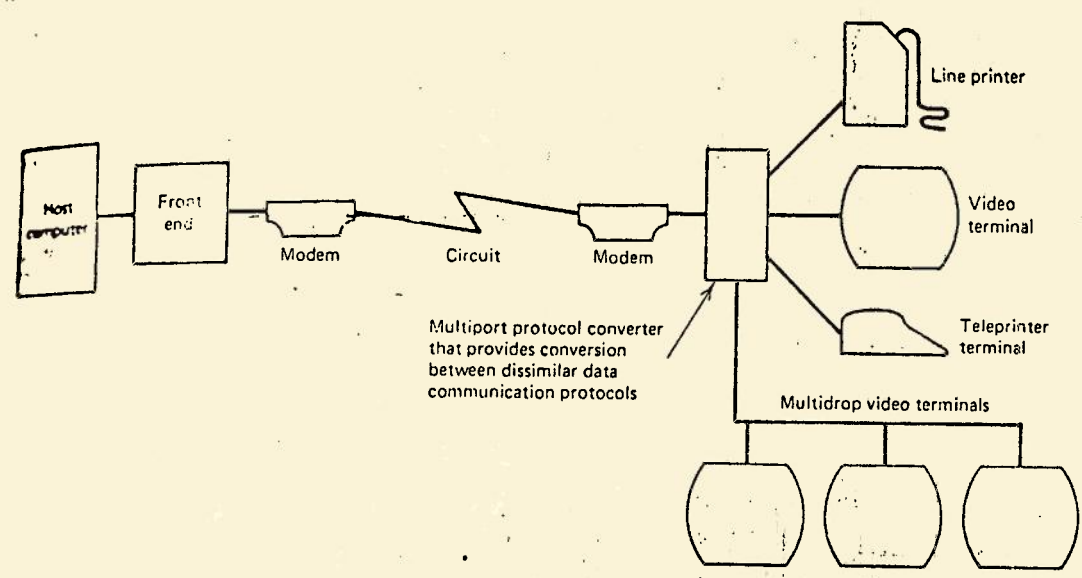 Line printer
Host
computer
Front
end
Modem
Circuit
Modem
Video
terminal
Multiport protocol converter
that provides conversion
between dissimilar data
communication protocols
Teleprinter
terminal
Multidrop video terminals